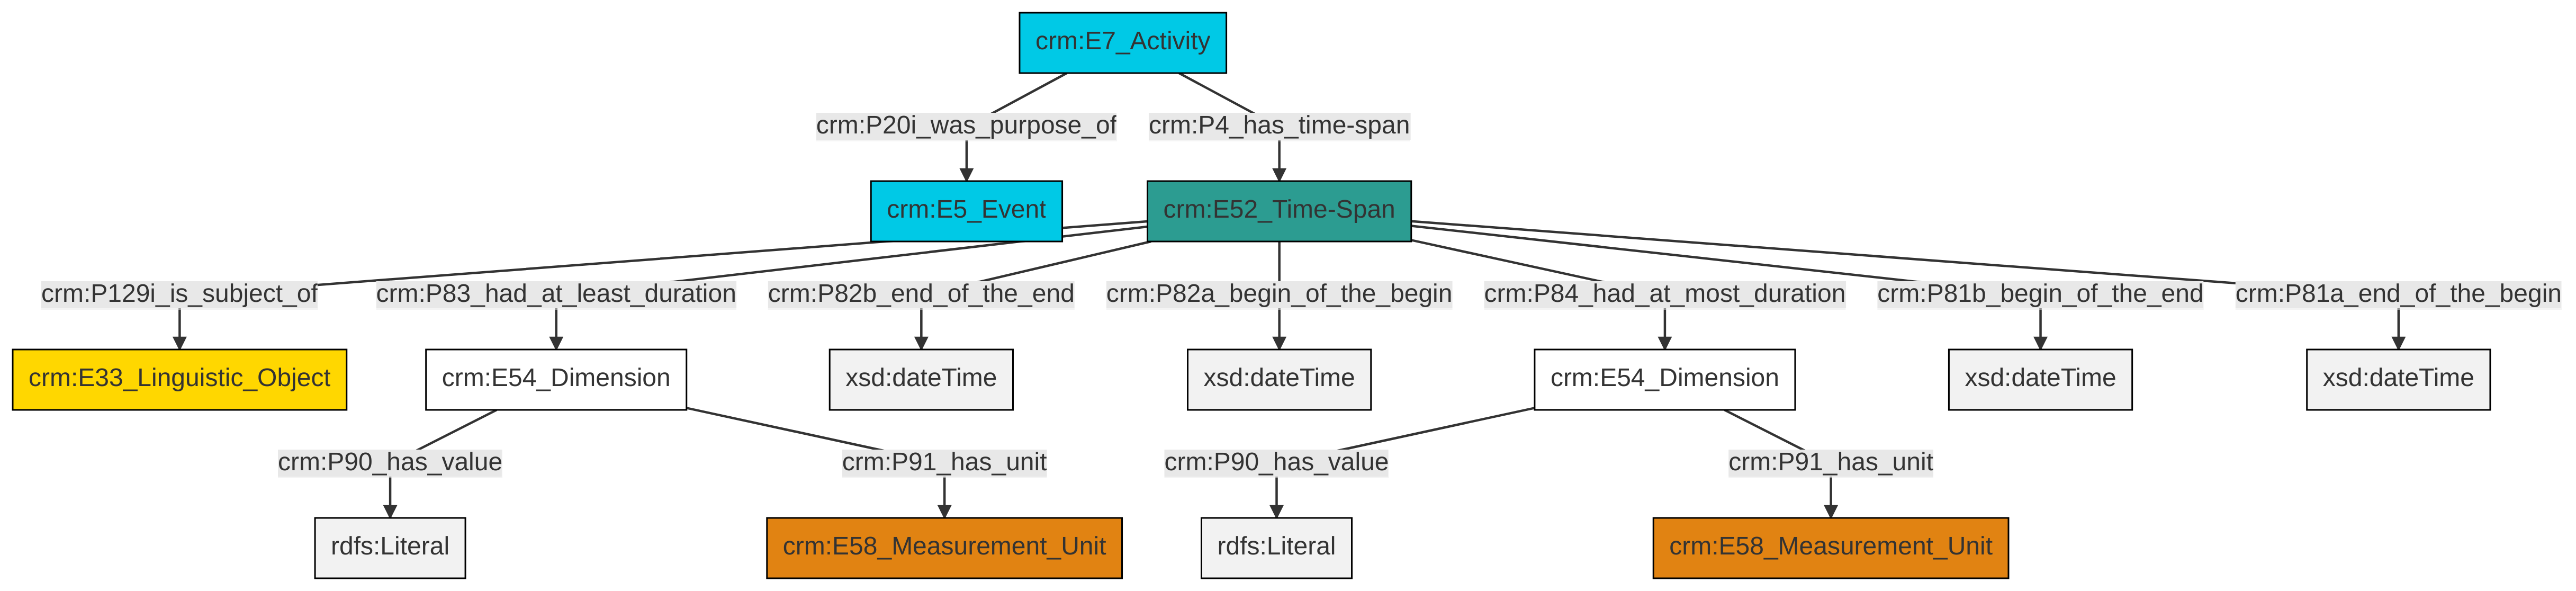 crm:E7_Activity
crm:P20i_was_purpose_of
crm:P4_has_time-span
crm:E5_Event
crm:E52_Time-Span
crm:P129i_is_subject_of
crm:P83_had_at_least_duration
crm:P82b_end_of_the_end
crm:P82a_begin_of_the_begin
crm:P84_had_at_most_duration
crm:P81b_begin_of_the_end
crm:P81a_end_of_the_begin
crm:E33_Linguistic_Object
crm:E54_Dimension
xsd:dateTime
xsd:dateTime
crm:E54_Dimension
xsd:dateTime
xsd:dateTime
crm:P90_has_value
crm:P91_has_unit
crm:P90_has_value
crm:P91_has_unit
rdfs:Literal
crm:E58_Measurement_Unit
rdfs:Literal
crm:E58_Measurement_Unit